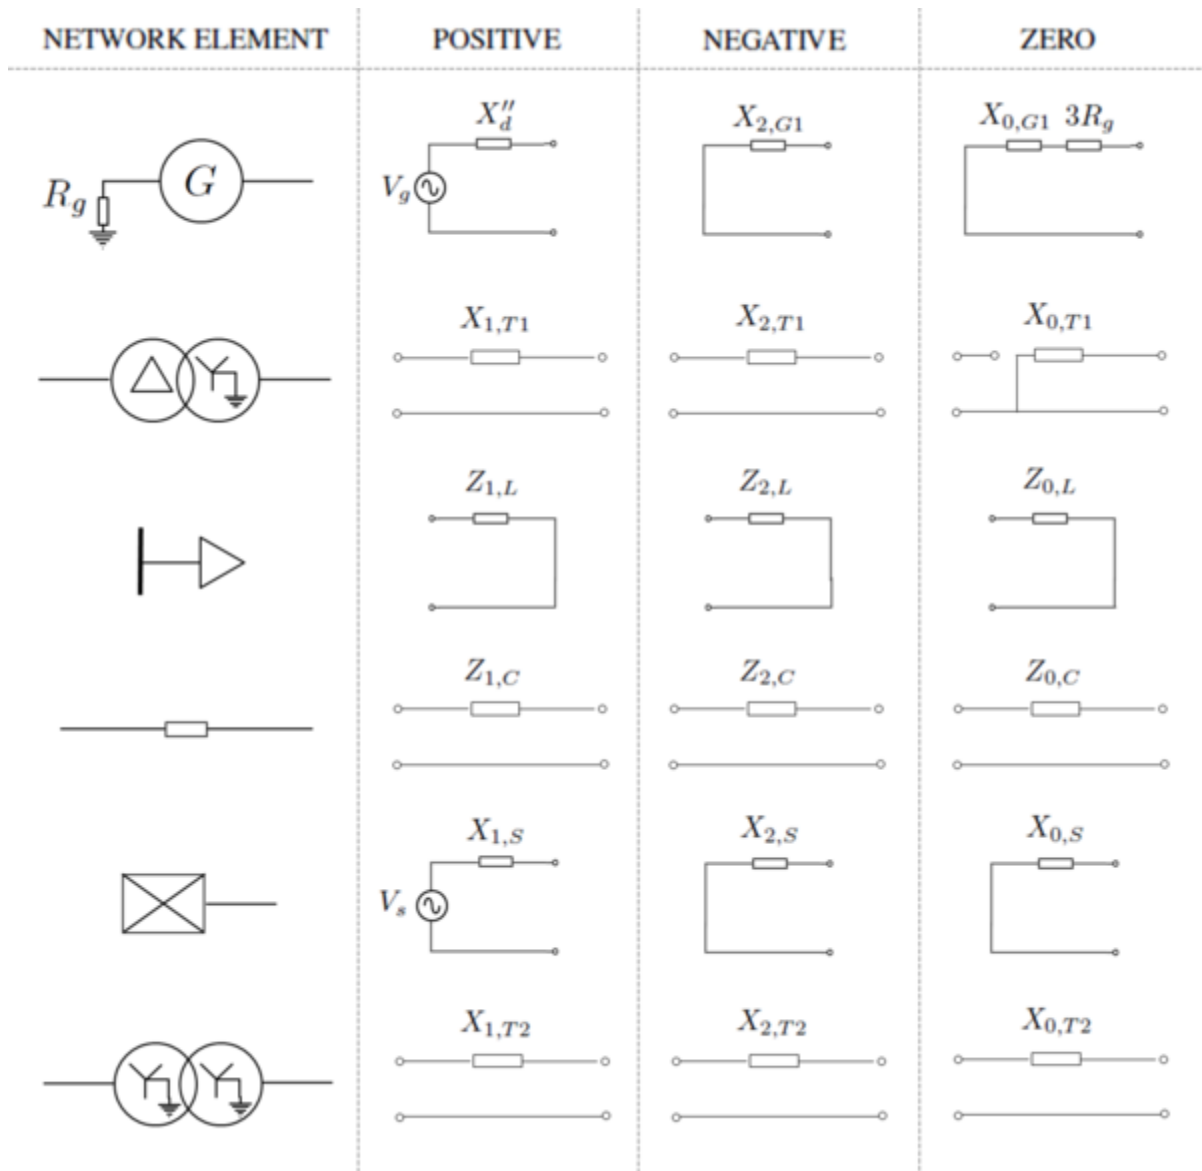 NETWORK ELEMENT POSITIVE NEGATIVE ZERO
R_g G V_g X''_d X_{2,G1} X_{0,G1} 3R_g
X_{1,T1} X_{2,T1} X_{0,T1}
Z_{1,L} Z_{2,L} Z_{0,L}
Z_{1,C} Z_{2,C} Z_{0,C}
V_s X_{1,S} X_{2,S} X_{0,S}
X_{1,T2} X_{2,T2} X_{0,T2}